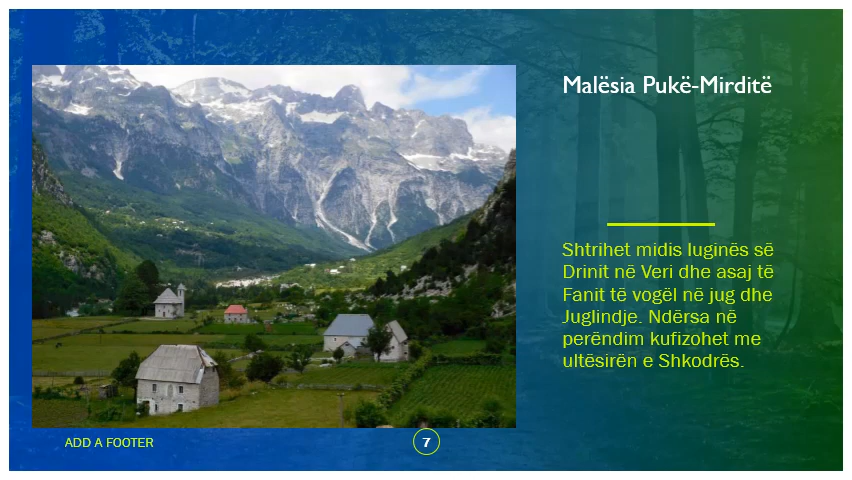 Malësia Pukë-Mirditë
Shtrihet midis luginës së
Drinit në Veri dhe asaj të
Fanit të vogël në jug dhe
Juglindje. Ndërsa në
perëndim kufizohet me
ultësirën e Shkodrës.
ADD A FOOTER
7